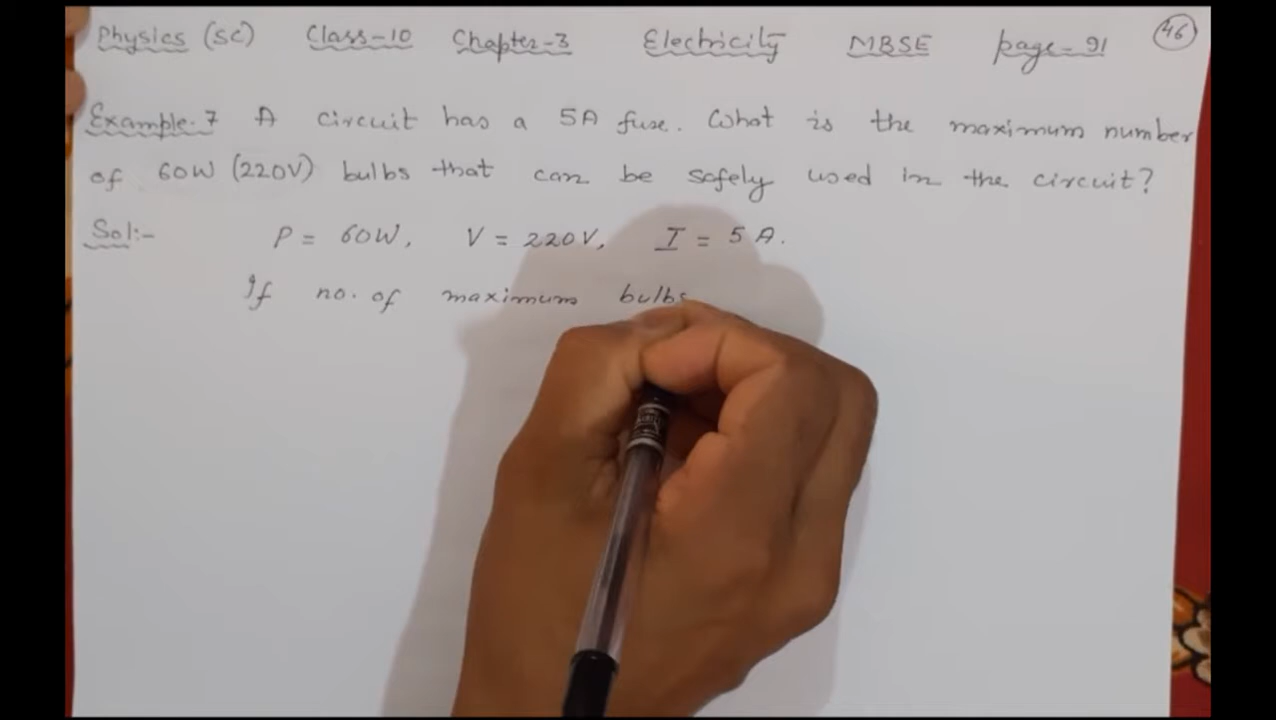 Physics (SC) Class-10 Chapter-3 Electricity MBSE page-91 46
Example-7 A circuit has a 5A fuse. What is the maximum number
of 60W (220V) bulbs that can be safely used in the circuit?
Sol:- P = 60W, V = 220V, I = 5A.
If no. of maximum bulbs